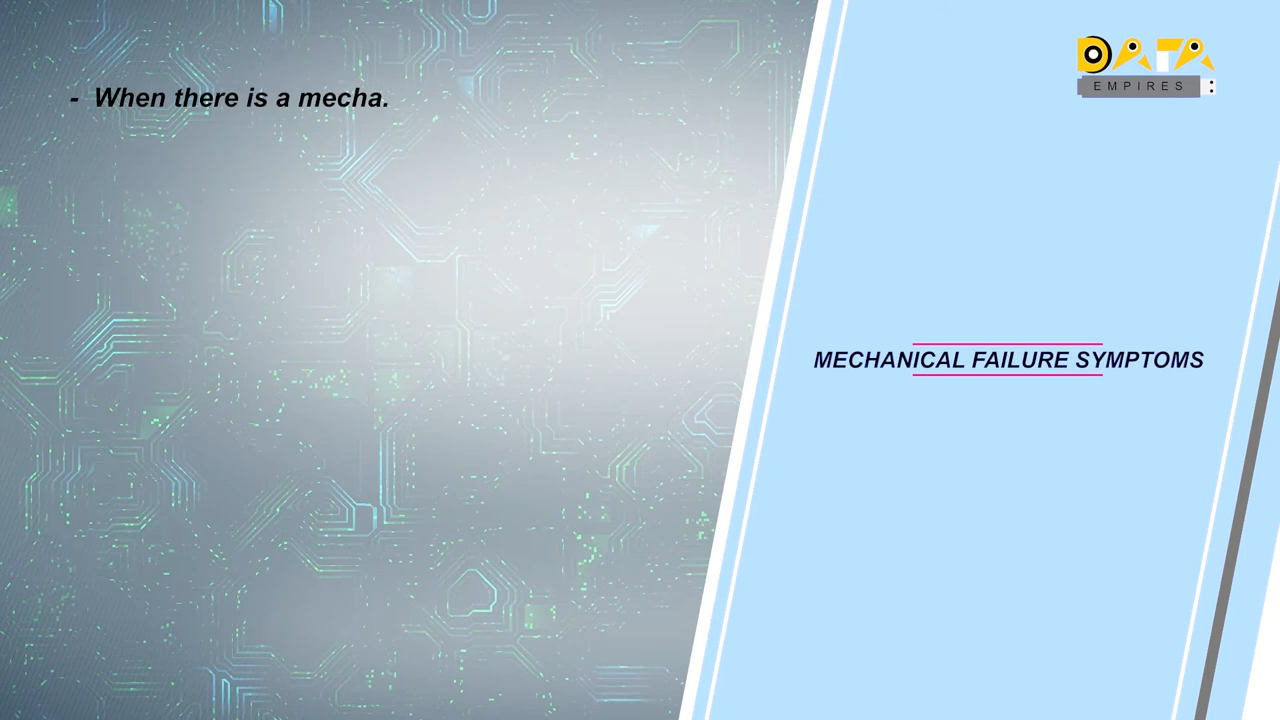 - When there is a mecha.
DATA
EMPIRES
MECHANICAL FAILURE SYMPTOMS